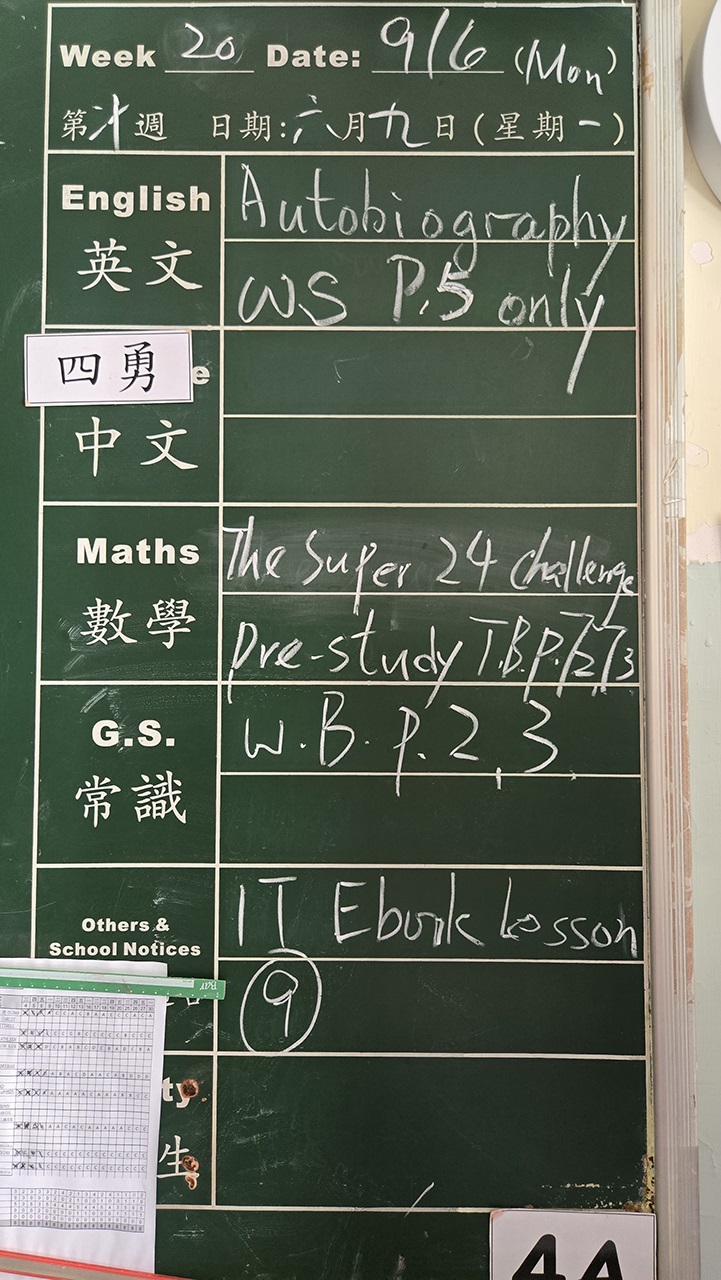 Week 20 Date: 9/6 (Mon)
第廿週 日期:六月九日(星期一)
English Autobiography
英文 WS P.5 only
四勇 e
中文
Maths The Super 24 Challenge
數學 Pre-study T.B.P.72,73
G.S. W.B. P.2,3
常識
Others & School Notices
IT Ebook Lesson
⑨
ty
生
4A